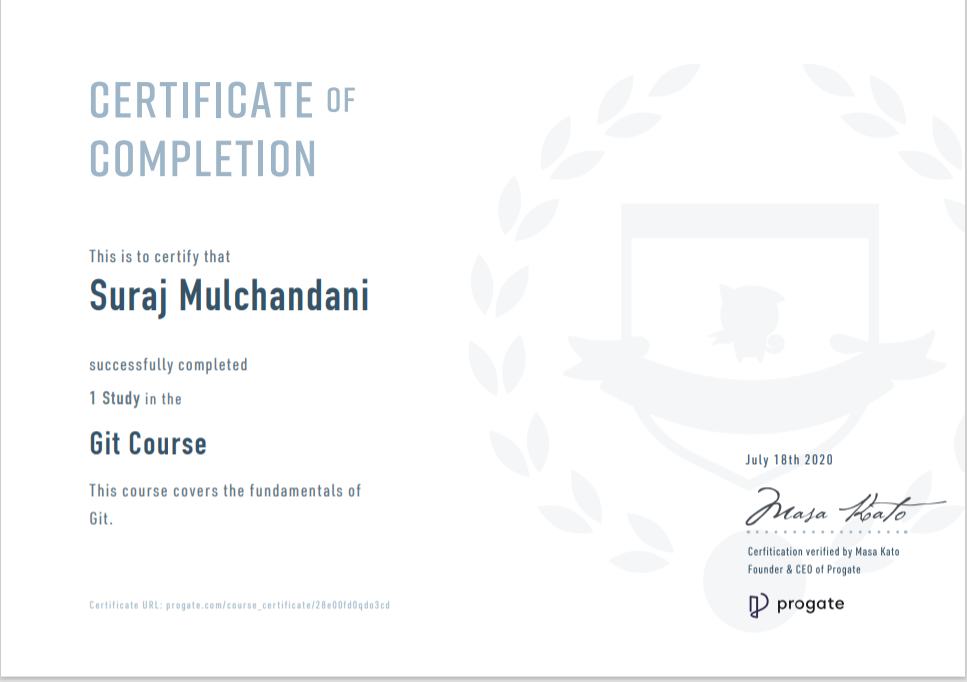 CERTIFICATE OF
COMPLETION
This is to certify that
Suraj Mulchandani
successfully completed
1 Study in the
Git Course
This course covers the fundamentals of
Git.
July 18th 2020
Masa Kato
Cerfitication verified by Masa Kato
Founder & CEO of Progate
Certificate URL: progate.com/course_certificate/28e00fd0qdo3cd
progate